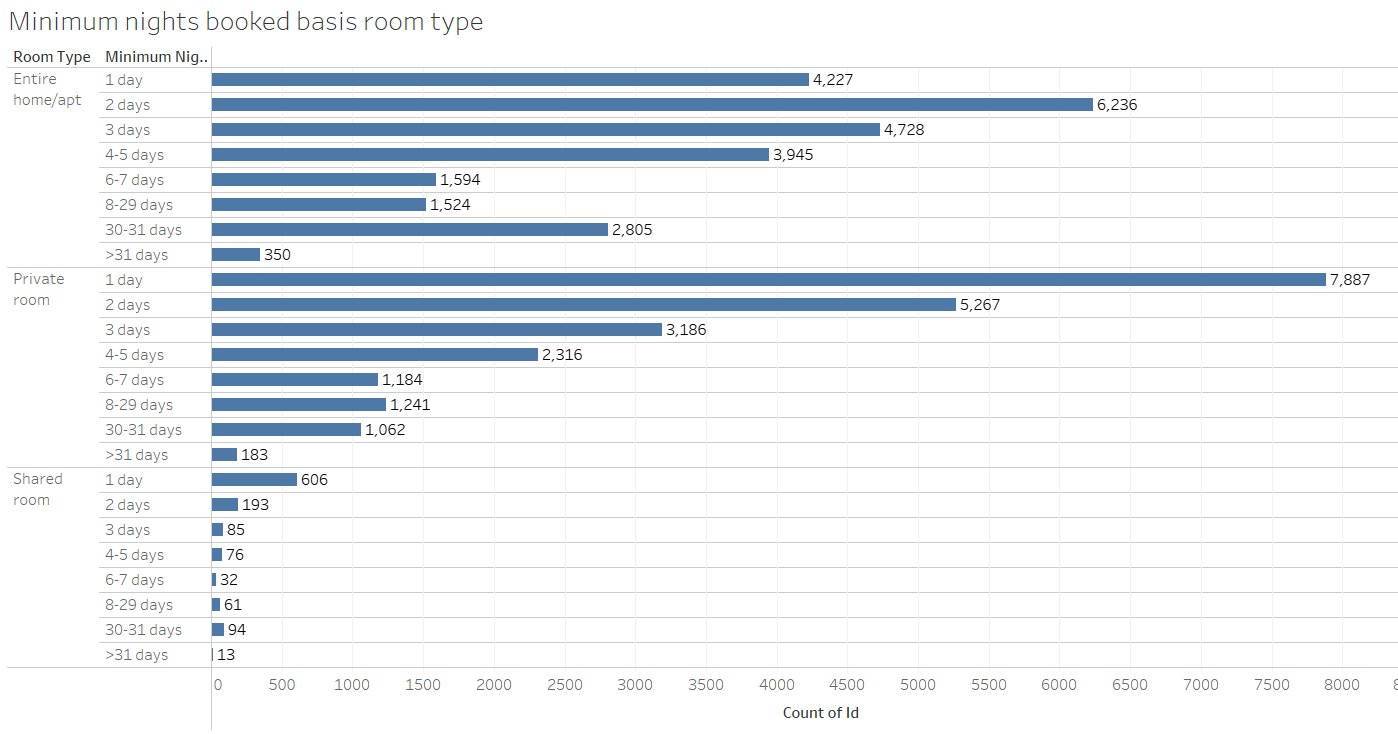 Minimum nights booked basis room type
Room Type Minimum Nig..
Entire home/apt 1 day 4,227
2 days 6,236
3 days 4,728
4-5 days 3,945
6-7 days 1,594
8-29 days 1,524
30-31 days 2,805
>31 days 350
Private room 1 day 7,887
2 days 5,267
3 days 3,186
4-5 days 2,316
6-7 days 1,184
8-29 days 1,241
30-31 days 1,062
>31 days 183
Shared room 1 day 606
2 days 193
3 days 85
4-5 days 76
6-7 days 32
8-29 days 61
30-31 days 94
>31 days 13
0 500 1000 1500 2000 2500 3000 3500 4000 4500 5000 5500 6000 6500 7000 7500 8000
Count of Id